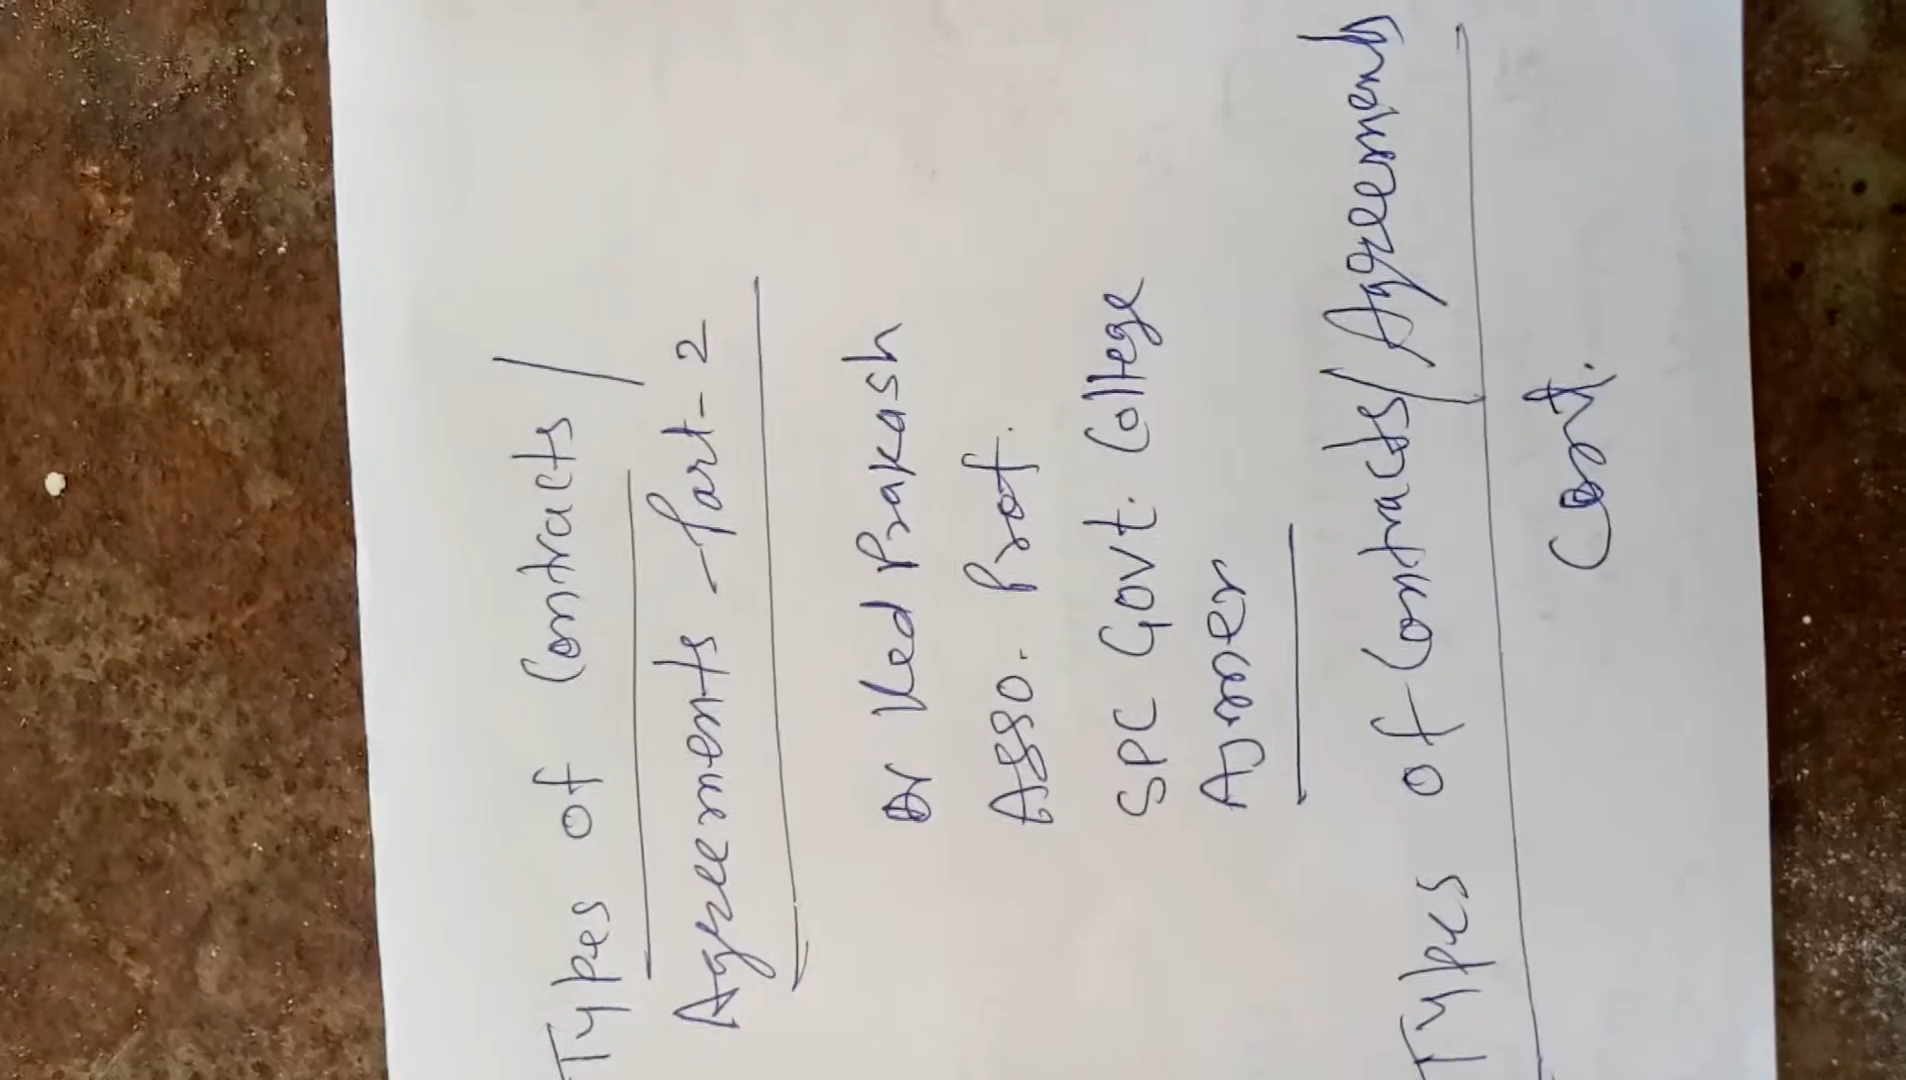 Types of Contracts/
Agreements - Part-2
Dr Ved Prakash
Asso. Prof.
SPC Govt. College
Ajmer
Types of Contracts/Agreements
Cont.